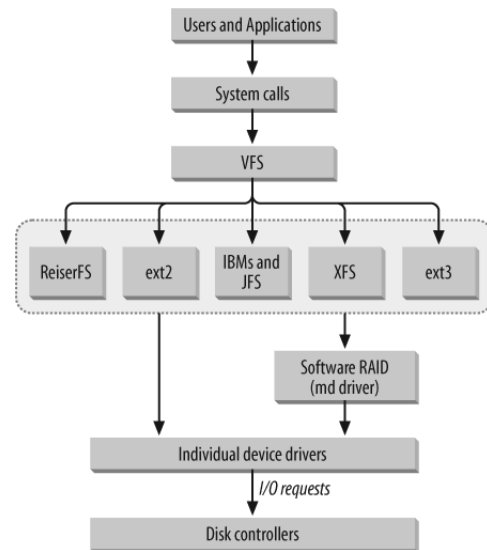 Users and Applications
System calls
VFS
ReiserFS
ext2
IBMs and
JFS
XFS
ext3
Software RAID
(md driver)
Individual device drivers
I/O requests
Disk controllers